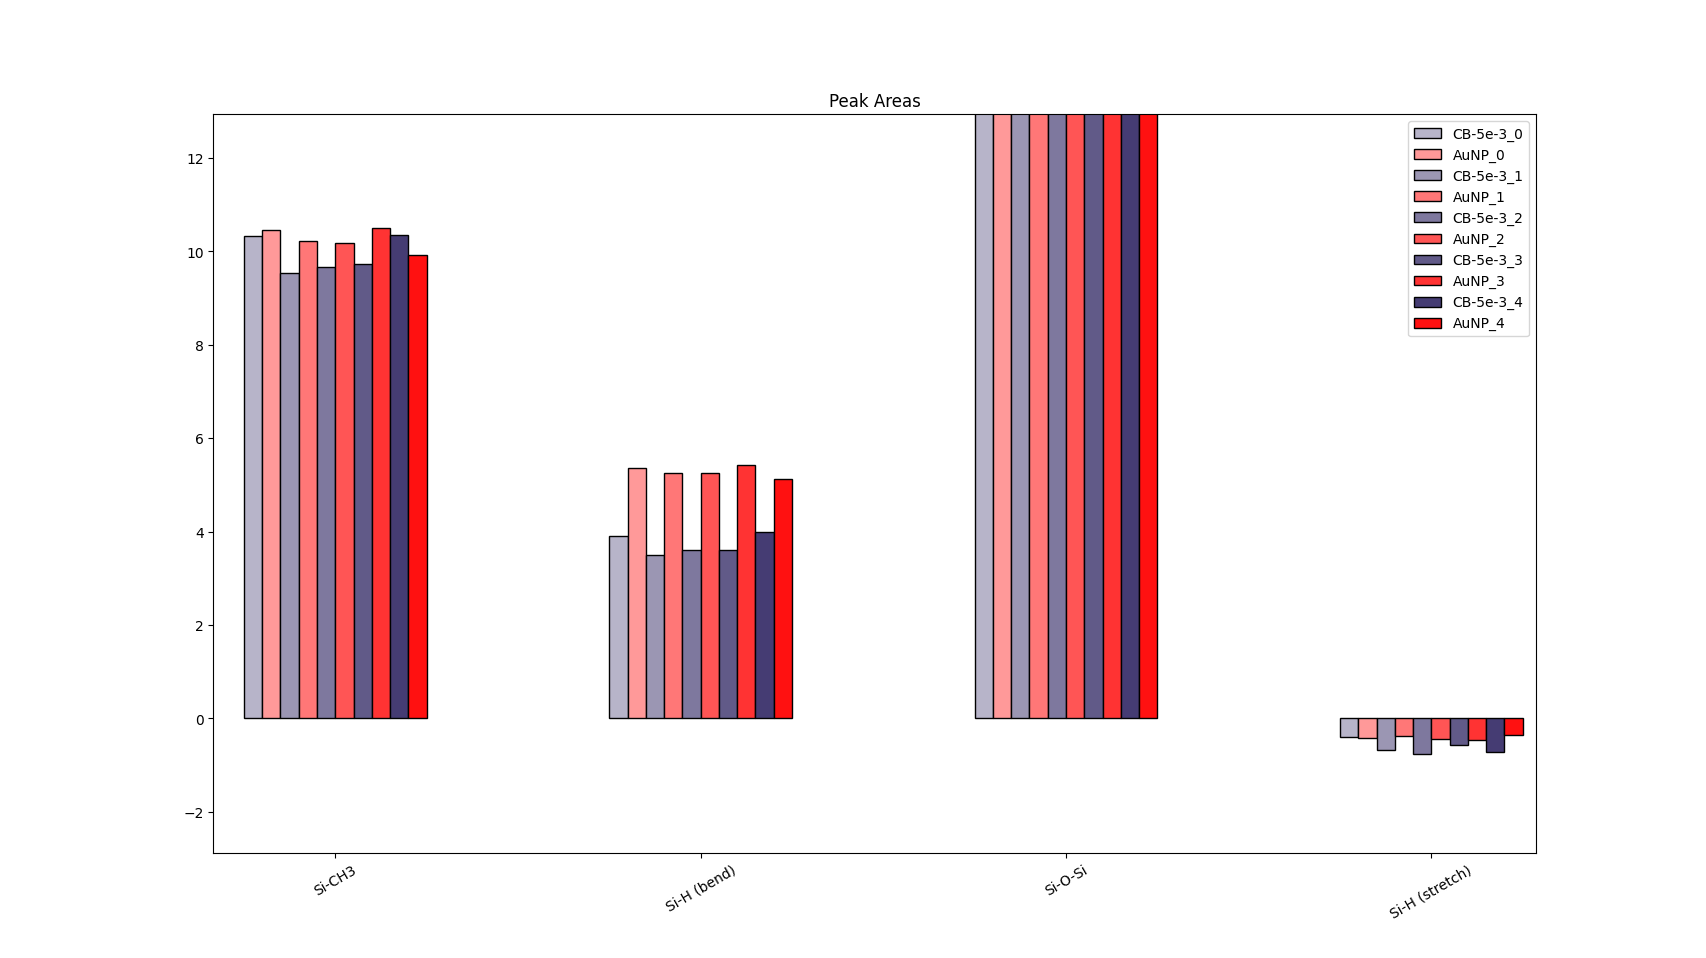 Peak Areas
12
10
8
6
4
2
0
−2
Si-CH3
Si-H (bend)
Si-O-Si
Si-H (stretch)
CB-5e-3_0
AuNP_0
CB-5e-3_1
AuNP_1
CB-5e-3_2
AuNP_2
CB-5e-3_3
AuNP_3
CB-5e-3_4
AuNP_4